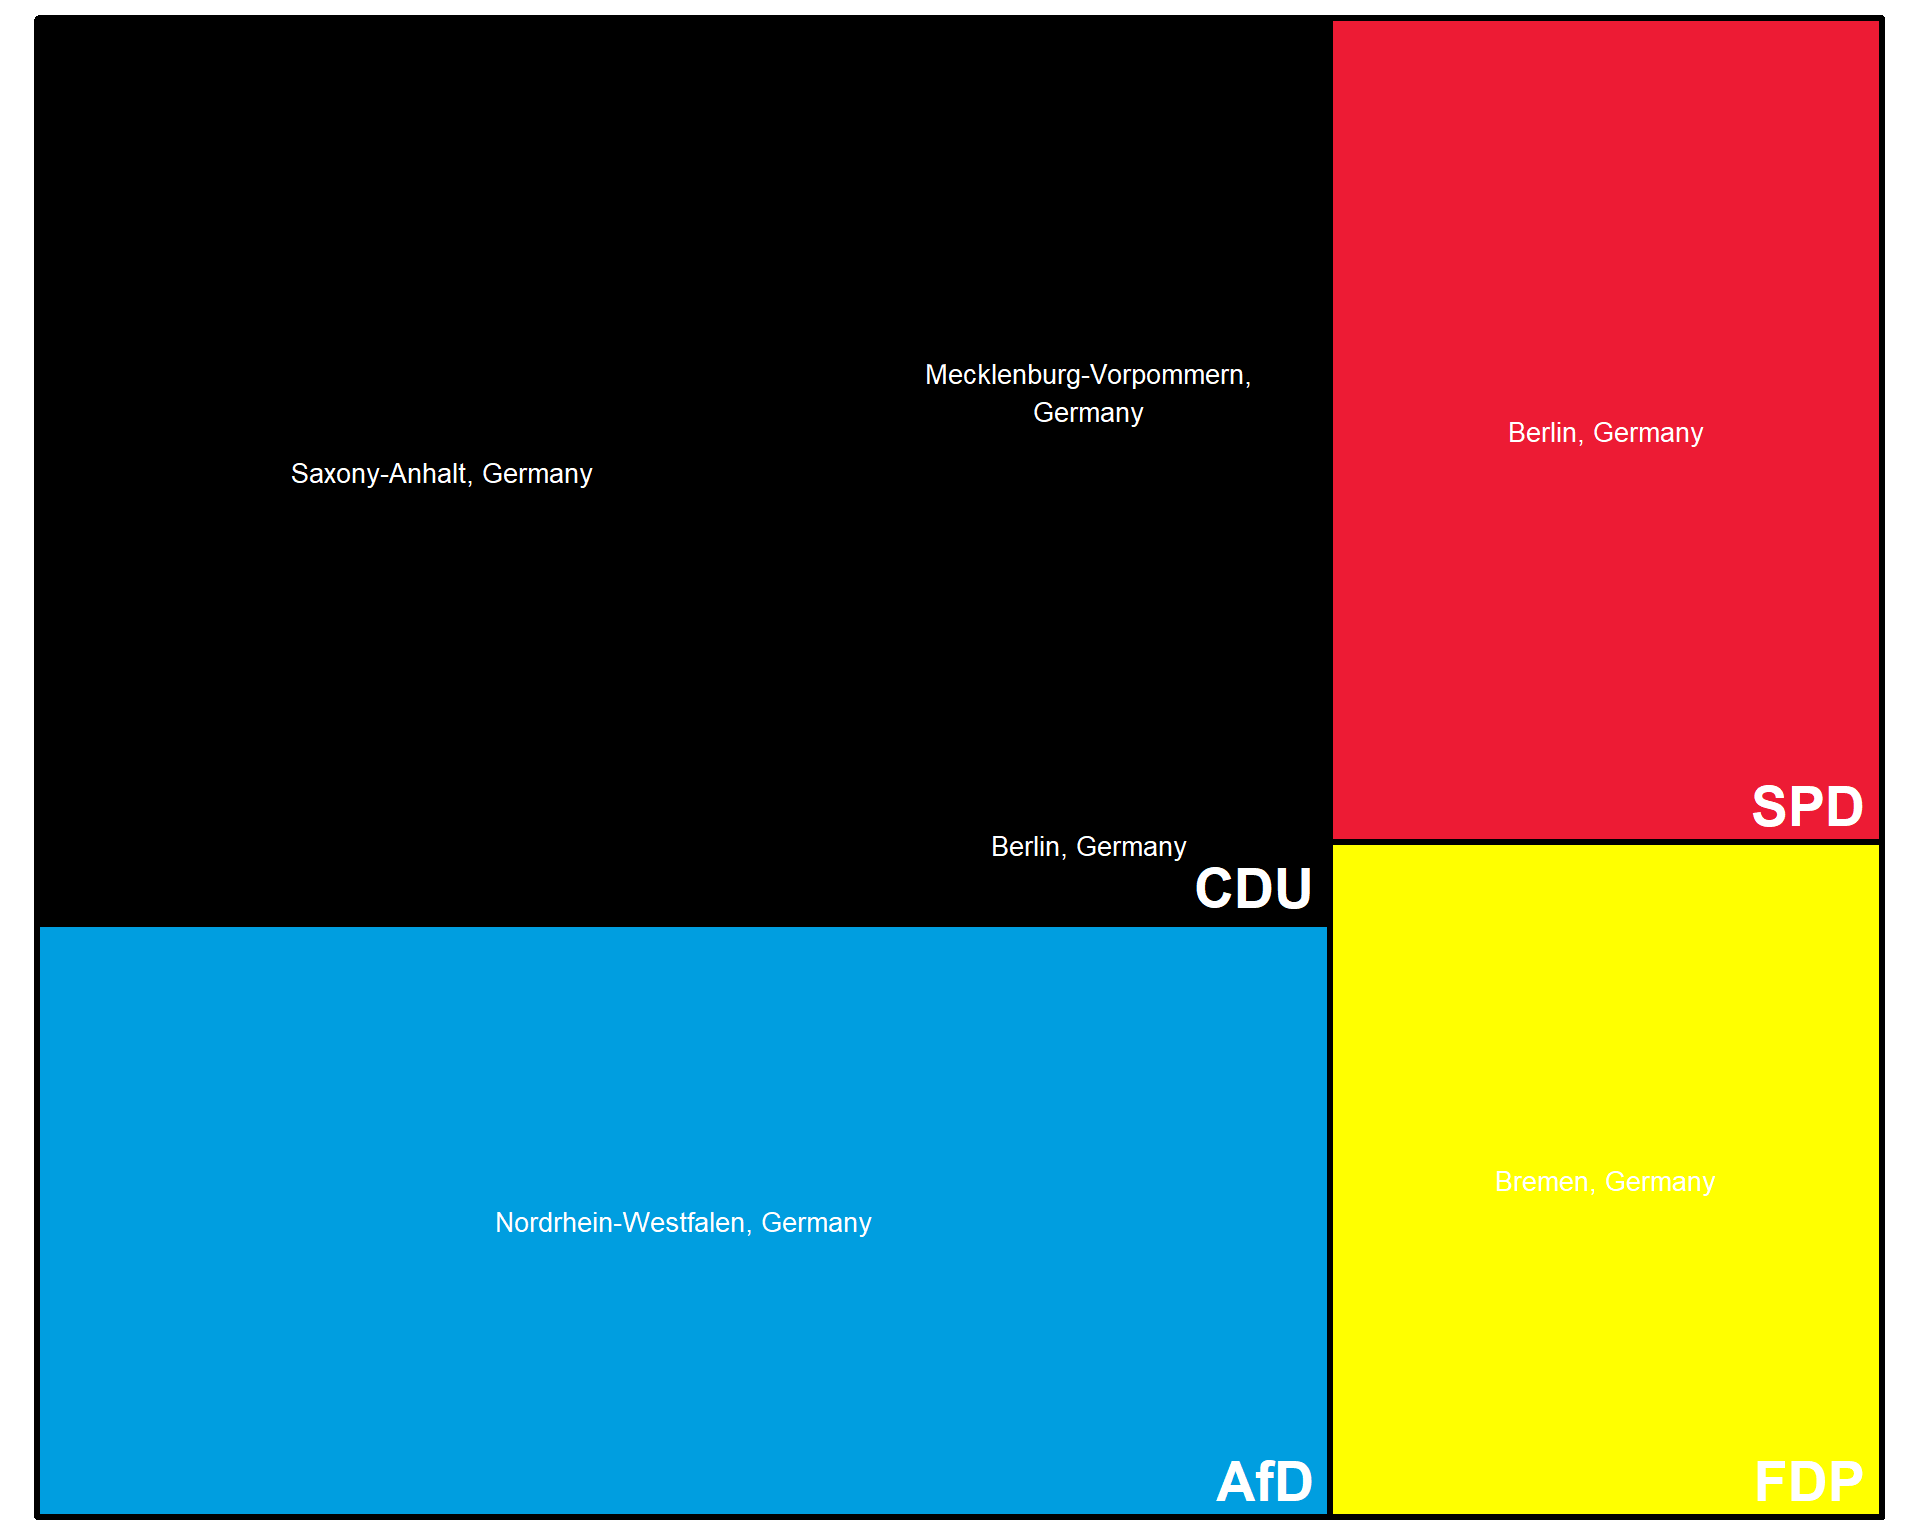 Saxony-Anhalt, Germany
Mecklenburg-Vorpommern,
Germany
Berlin, Germany
CDU
Berlin, Germany
SPD
Nordrhein-Westfalen, Germany
AfD
Bremen, Germany
FDP